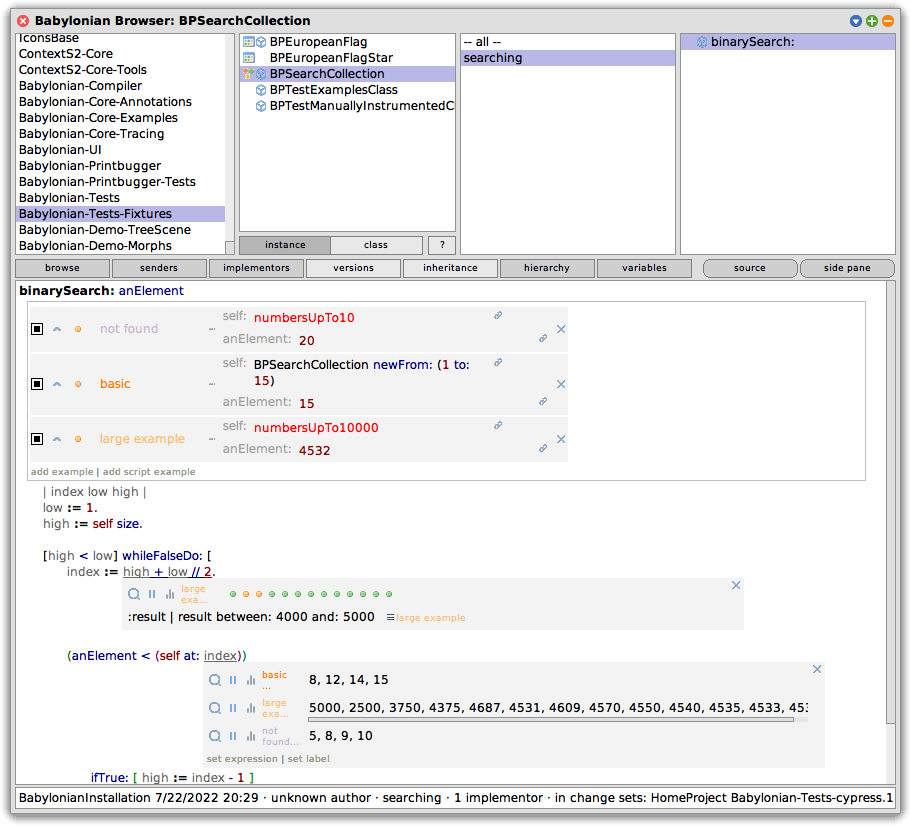 Babylonian Browser: BPSearchCollection
IconsBase
ContextS2-Core
ContextS2-Core-Tools
Babylonian-Compiler
Babylonian-Core-Annotations
Babylonian-Core-Examples
Babylonian-Core-Tracing
Babylonian-UI
Babylonian-Printbugger
Babylonian-Printbugger-Tests
Babylonian-Tests
Babylonian-Tests-Fixtures
Babylonian-Demo-TreeScene
Babylonian-Demo-Morphs
BPEuropeanFlag
BPEuropeanFlagStar
BPSearchCollection
BPTestExamplesClass
BPTestManuallyInstrumentedC
instance class ?
-- all --
searching
binarySearch:
browse senders implementors versions inheritance hierarchy variables source side pane
binarySearch: anElement
not found
self: numbersUpTo10
anElement: 20
basic
self: BPSearchCollection newFrom: (1 to:
15)
anElement: 15
large example
self: numbersUpTo10000
anElement: 4532
add example | add script example
| index low high |
low := 1.
high := self size.
[high < low] whileFalseDo: [
index := high + low // 2.
large
exa...
:result | result between: 4000 and: 5000 large example
(anElement < (self at: index))
basic
...
8, 12, 14, 15
large
exa...
5000, 2500, 3750, 4375, 4687, 4531, 4609, 4570, 4550, 4540, 4535, 4533, 453
not
found...
5, 8, 9, 10
set expression | set label
ifTrue: [ high := index - 1 ]
BabylonianInstallation 7/22/2022 20:29 · unknown author · searching · 1 implementor · in change sets: HomeProject Babylonian-Tests-cypress.1